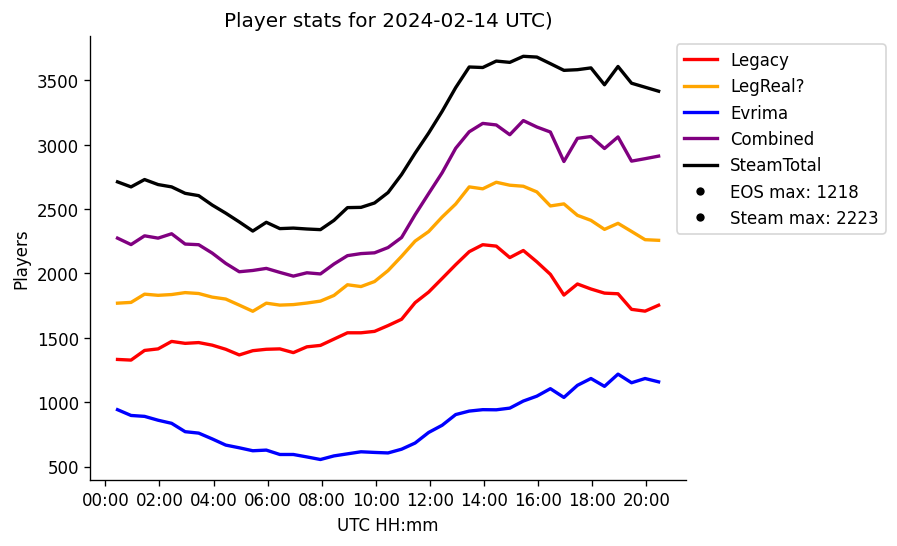 Player stats for 2024-02-14 UTC)
Players
3500
3000
2500
2000
1500
1000
500
00:00 02:00 04:00 06:00 08:00 10:00 12:00 14:00 16:00 18:00 20:00
UTC HH:mm
Legacy
LegReal?
Evrima
Combined
SteamTotal
EOS max: 1218
Steam max: 2223